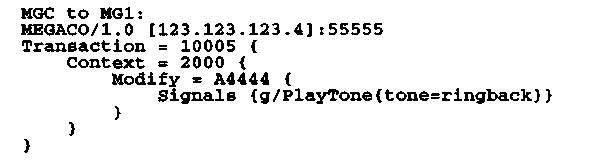 MGC to MG1:
MEGACO/1.0 [123.123.123.4]:55555
Transaction = 10005 {
Context = 2000 {
Modify = A4444 {
Signals {g/PlayTone{tone=ringback}}
}
}
}